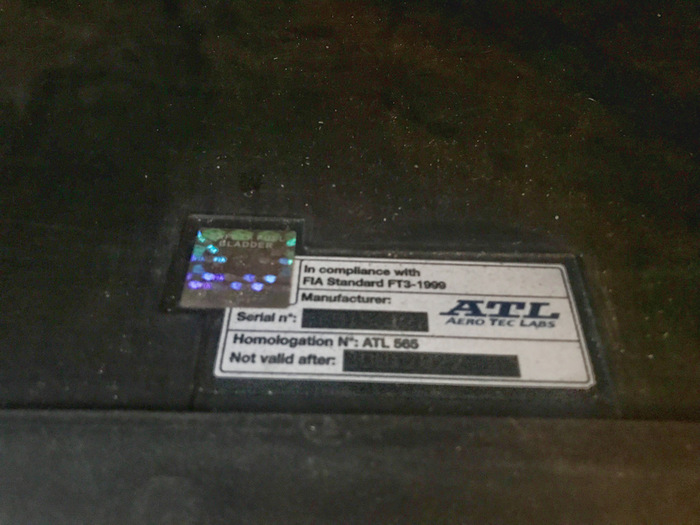 BLADDER
In compliance with
FIA Standard FT3-1999
Manufacturer:
ATL
AERO TEC LABS
Serial n°:
Homologation N°: ATL 565
Not valid after: